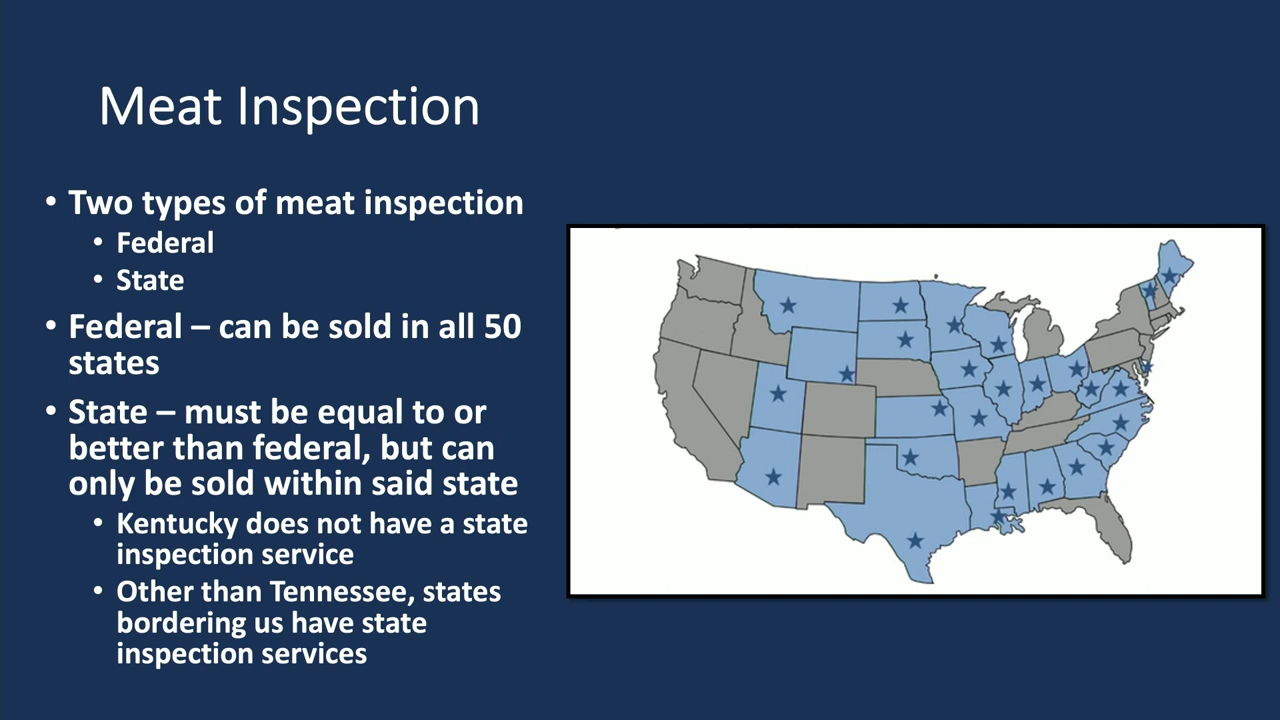 Meat Inspection
• Two types of meat inspection
• Federal
• State
• Federal – can be sold in all 50
states
• State – must be equal to or
better than federal, but can
only be sold within said state
• Kentucky does not have a state
inspection service
• Other than Tennessee, states
bordering us have state
inspection services